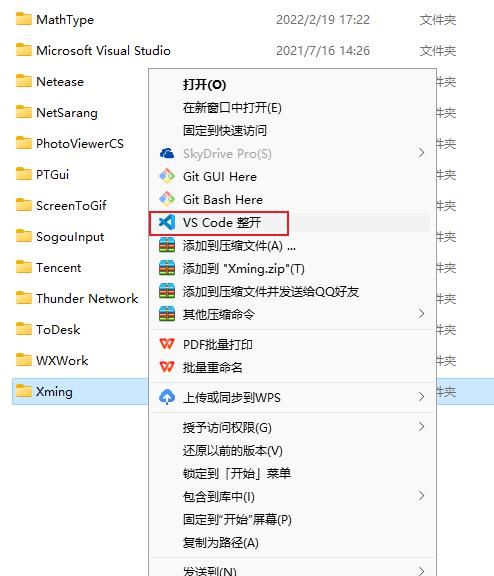 MathType 2022/2/19 17:22 文件夹
Microsoft Visual Studio 2021/7/16 14:26 文件夹
Netease 件夹
NetSarang 件夹
PhotoViewerCS 件夹
PTGui 件夹
ScreenToGif 件夹
SogouInput 件夹
Tencent 件夹
Thunder Network 件夹
ToDesk 件夹
WXWork 件夹
Xming 件夹
打开(O)
在新窗口中打开(E)
固定到快速访问
SkyDrive Pro(S)
Git GUI Here
Git Bash Here
VS Code 整开
添加到压缩文件(A) ...
添加到 "Xming.zip"(T)
添加到压缩文件并发送给QQ好友
其他压缩命令
PDF批量打印
批量重命名
上传或同步到WPS
授予访问权限(G)
还原以前的版本(V)
锁定到「开始」菜单
包含到库中(I)
固定到"开始"屏幕(P)
复制为路径(A)
发送到(N)